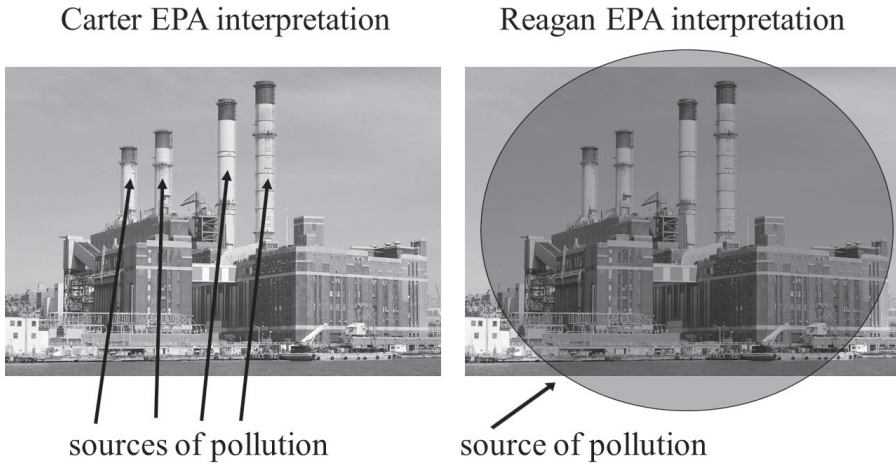 Carter EPA interpretation
Reagan EPA interpretation
sources of pollution
source of pollution